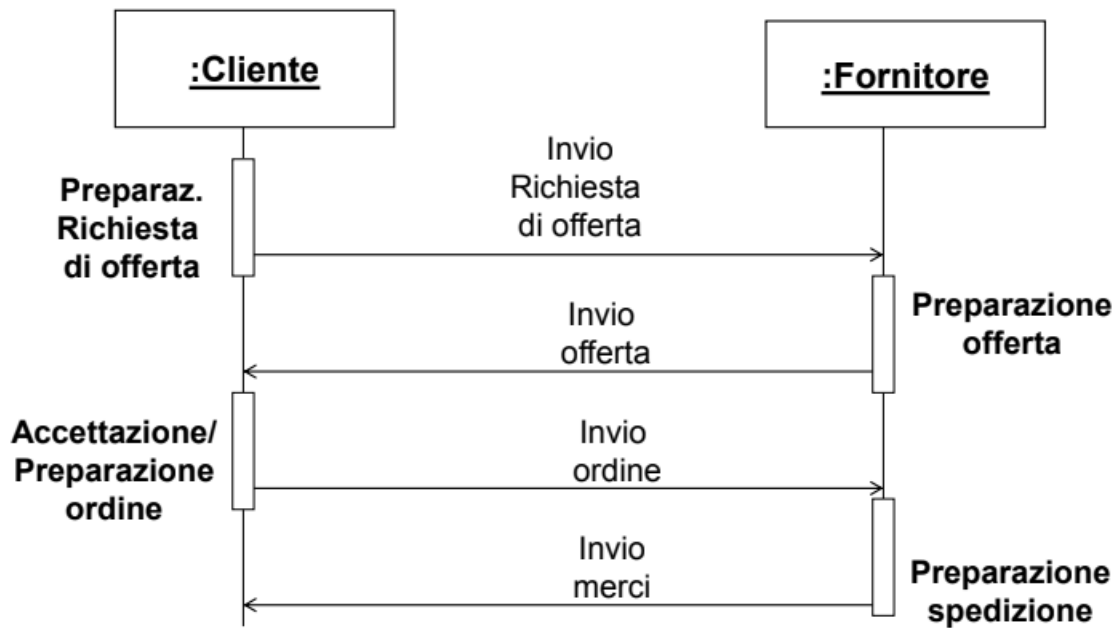 :Cliente
:Fornitore
Invio
Richiesta
di offerta
Preparaz.
Richiesta
di offerta
Invio
offerta
Preparazione
offerta
Accettazione/
Preparazione
ordine
Invio
ordine
Invio
merci
Preparazione
spedizione